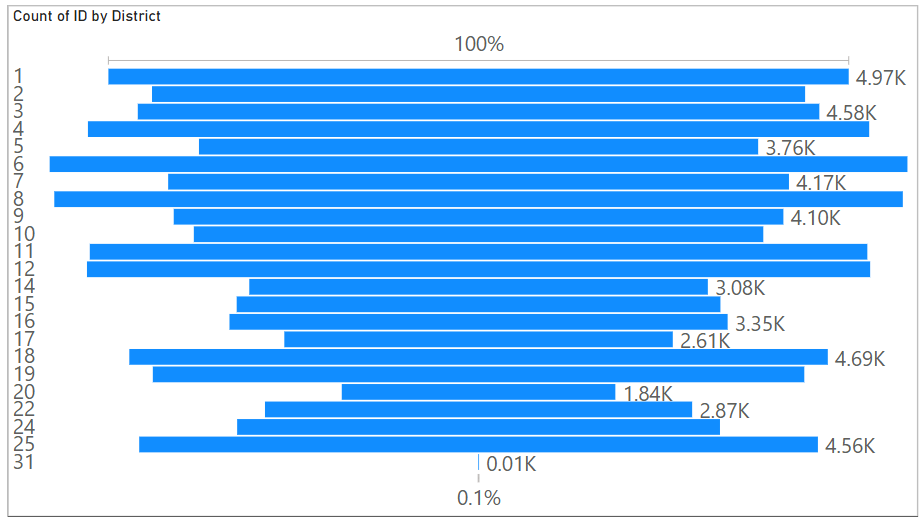 Count of ID by District
100%
1 4.97K
2
3 4.58K
4
5 3.76K
6
7 4.17K
8
9 4.10K
10
11
12
14 3.08K
15
16 3.35K
17 2.61K
18 4.69K
19
20 1.84K
22 2.87K
24
25 4.56K
31 0.01K
0.1%